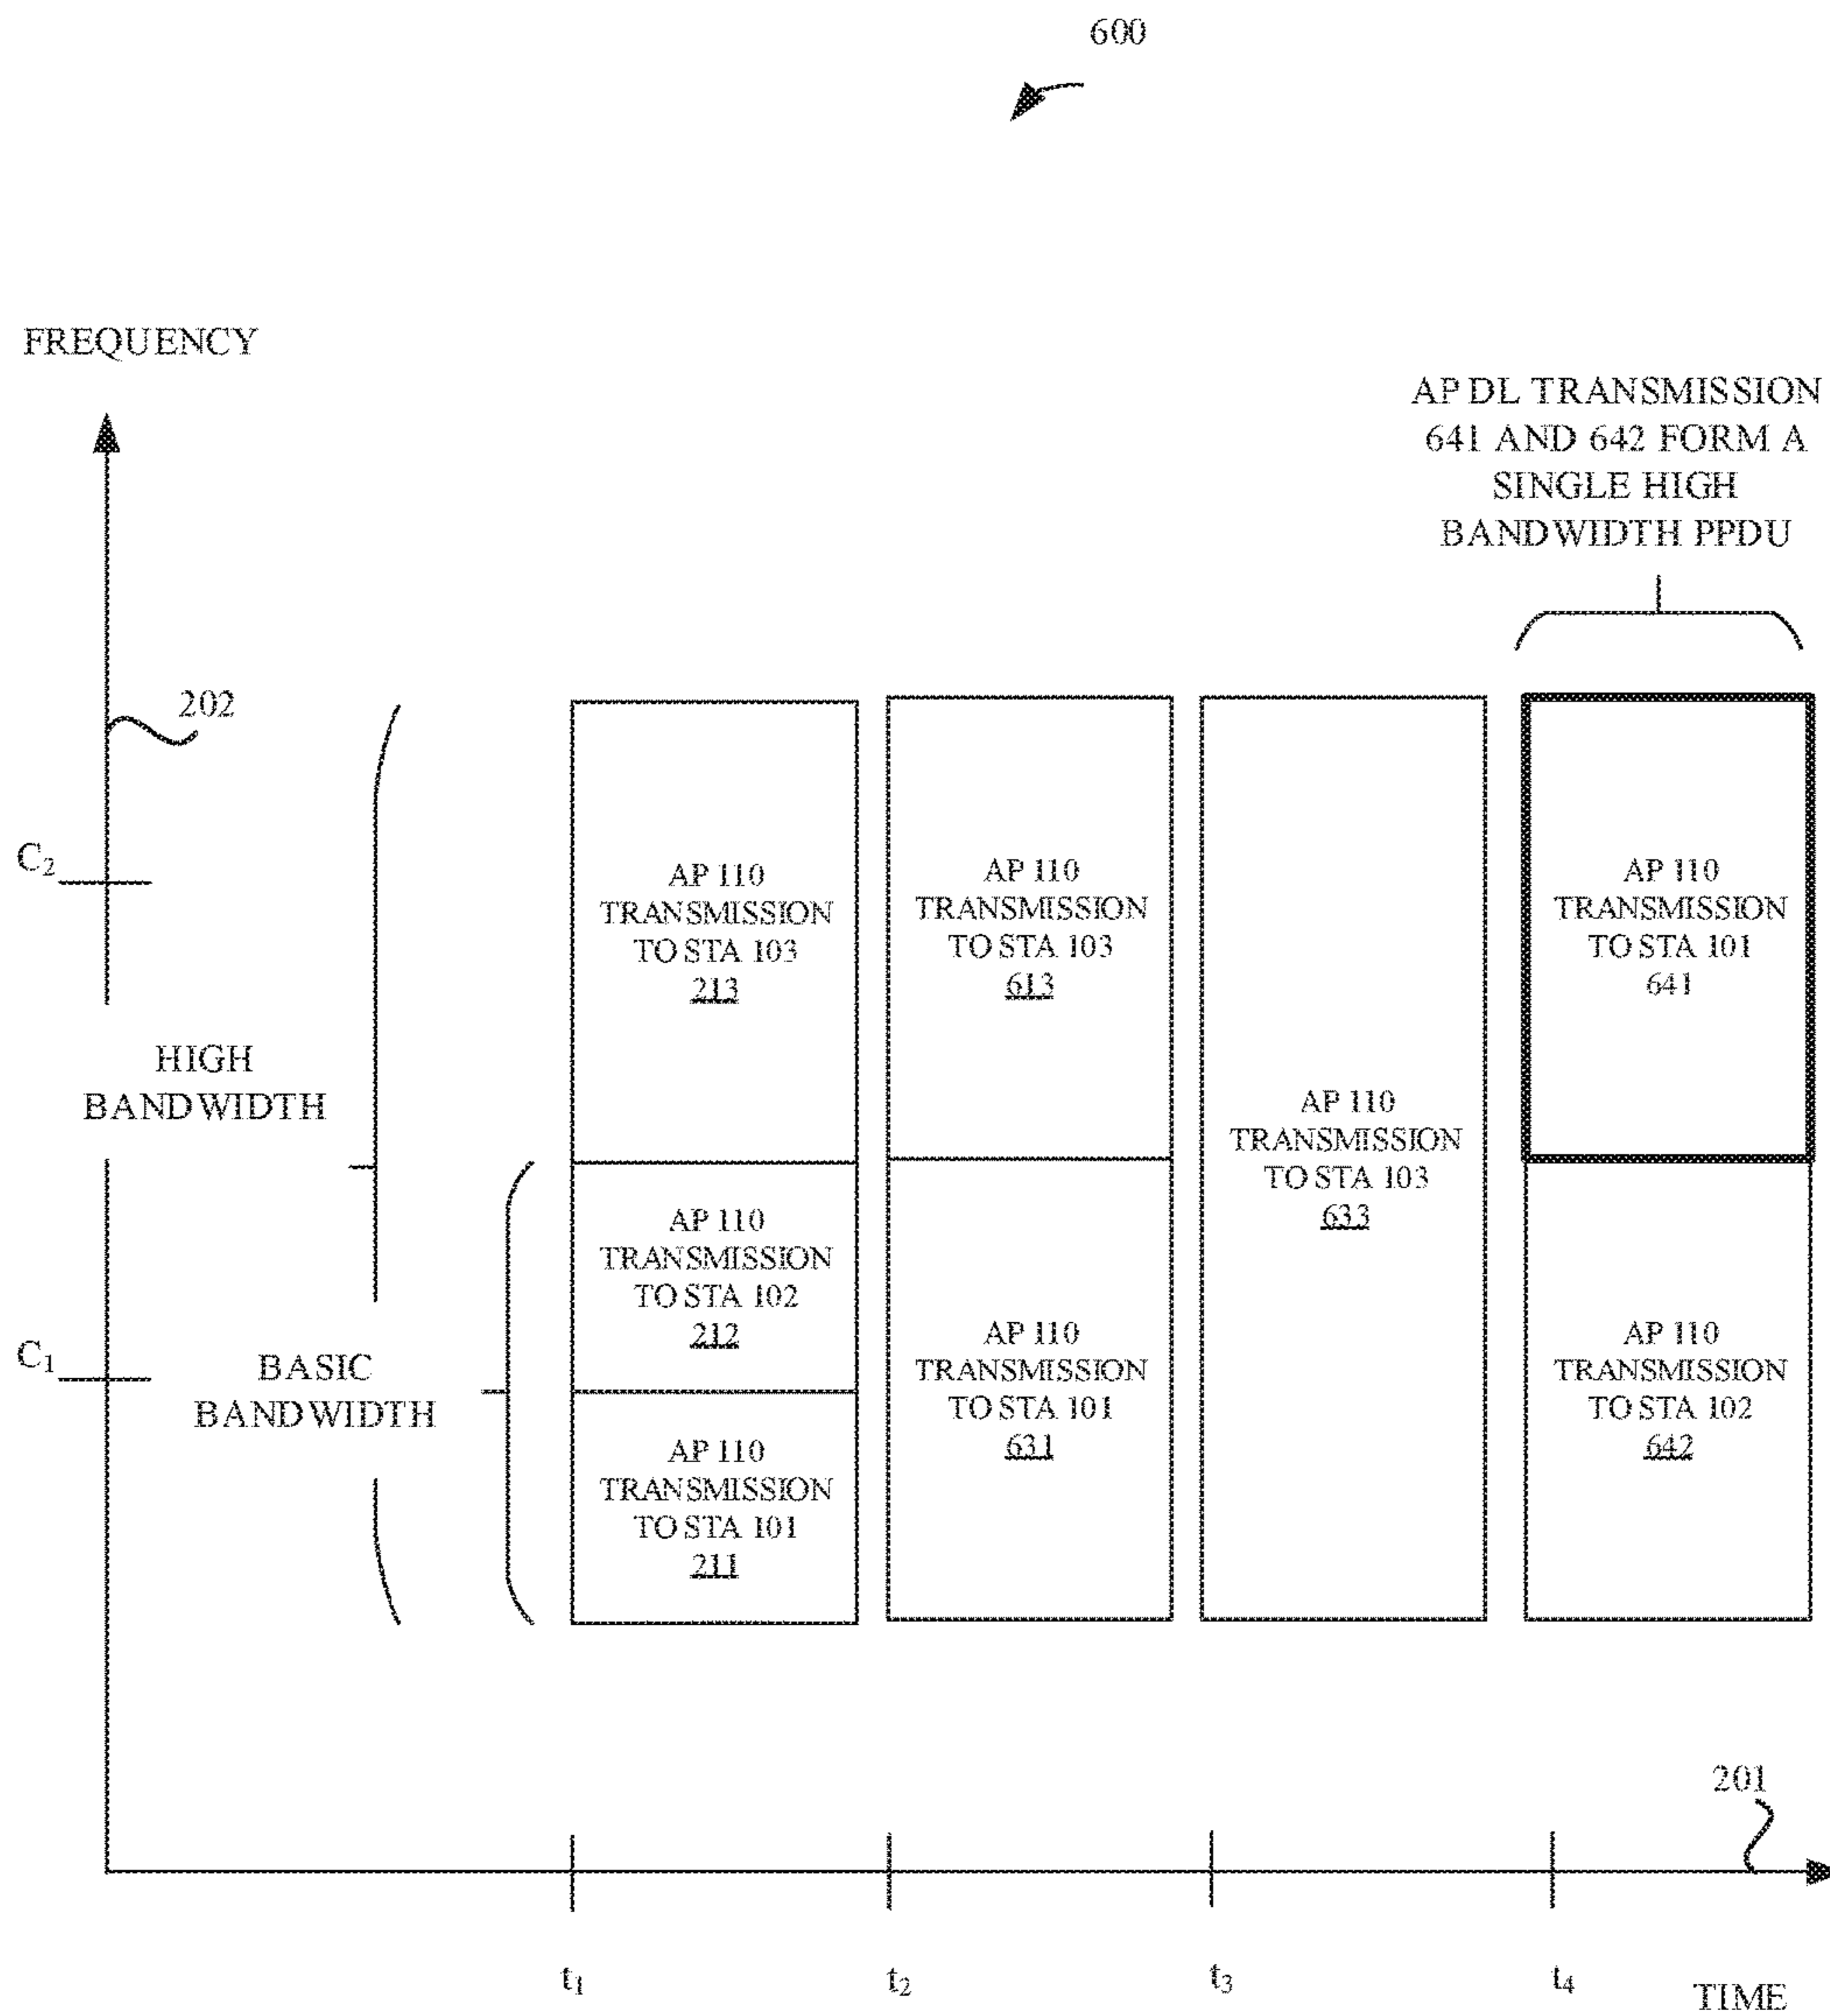 600
FREQUENCY
AP DL TRANSMISSION
641 AND 642 FORM A
SINGLE HIGH
BANDWIDTH PPDU
202
C2
HIGH
BANDWIDTH
C1
BASIC
BANDWIDTH
AP 110
TRANSMISSION
TO STA 103
213
AP 110
TRANSMISSION
TO STA 102
212
AP 110
TRANSMISSION
TO STA 101
211
AP 110
TRANSMISSION
TO STA 103
613
AP 110
TRANSMISSION
TO STA 101
631
AP 110
TRANSMISSION
TO STA 103
633
AP 110
TRANSMISSION
TO STA 101
641
AP 110
TRANSMISSION
TO STA 102
642
201
t1
t2
t3
t4
TIME